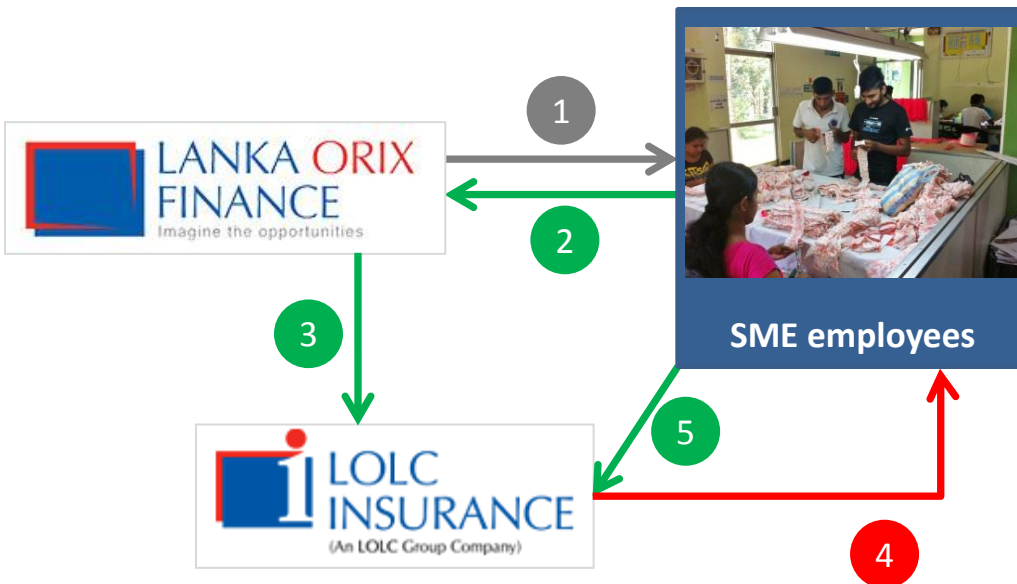 1
LANKA ORIX
FINANCE
Imagine the opportunities
2
3
SME employees
5
i LOLC
INSURANCE
(An LOLC Group Company)
4